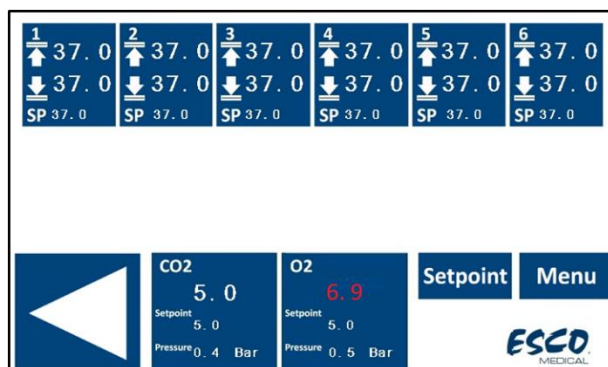 1 2 3 4 5 6
37.0 37.0 37.0 37.0 37.0 37.0
37.0 37.0 37.0 37.0 37.0 37.0
SP 37.0 SP 37.0 SP 37.0 SP 37.0 SP 37.0 SP 37.0
CO2
5.0
Setpoint
5.0
Pressure 0.4 Bar
O2
6.9
Setpoint
5.0
Pressure 0.5 Bar
Setpoint
Menu
ESCO
MEDICAL